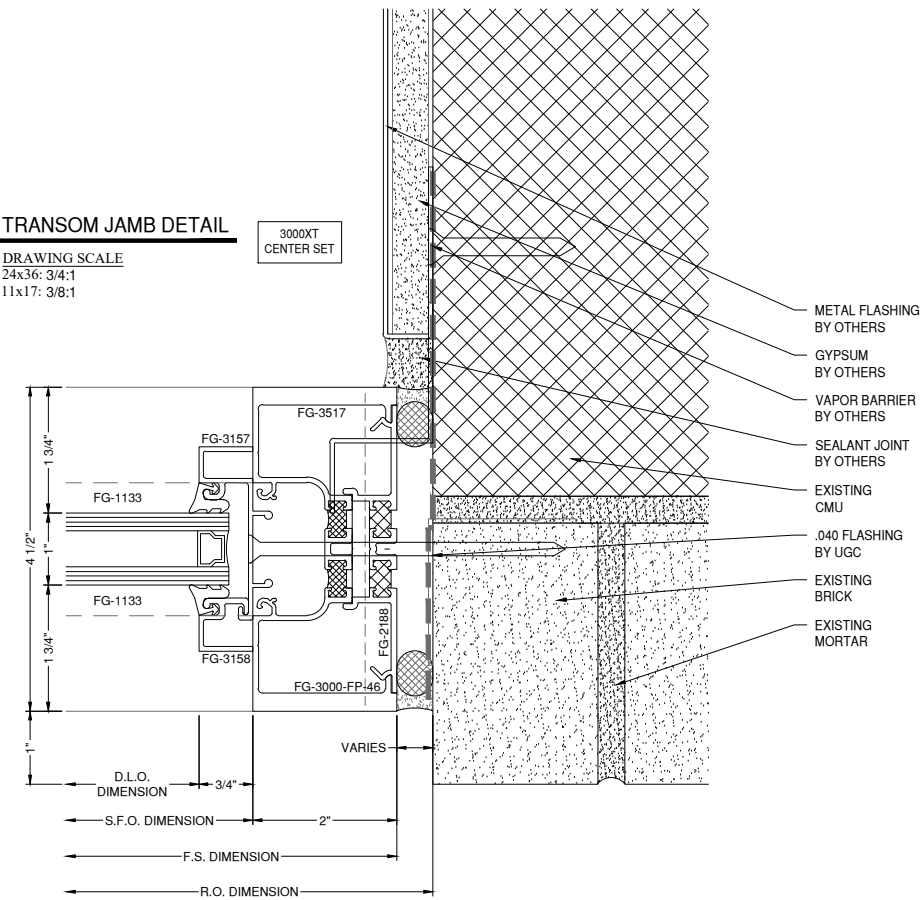 TRANSOM JAMB DETAIL
DRAWING SCALE
24x36: 3/4:1
11x17: 3/8:1
3000XT
CENTER SET
METAL FLASHING
BY OTHERS
GYPSUM
BY OTHERS
VAPOR BARRIER
BY OTHERS
SEALANT JOINT
BY OTHERS
EXISTING
CMU
.040 FLASHING
BY UGC
EXISTING
BRICK
EXISTING
MORTAR
FG-3517
FG-3157
FG-1133
FG-1133
FG-3158
FG-2188
FG-3000-FP-46
4 1/2"
1 3/4"
1"
1 3/4"
1"
VARIES
D.L.O.
DIMENSION
3/4"
S.F.O. DIMENSION
2"
F.S. DIMENSION
R.O. DIMENSION